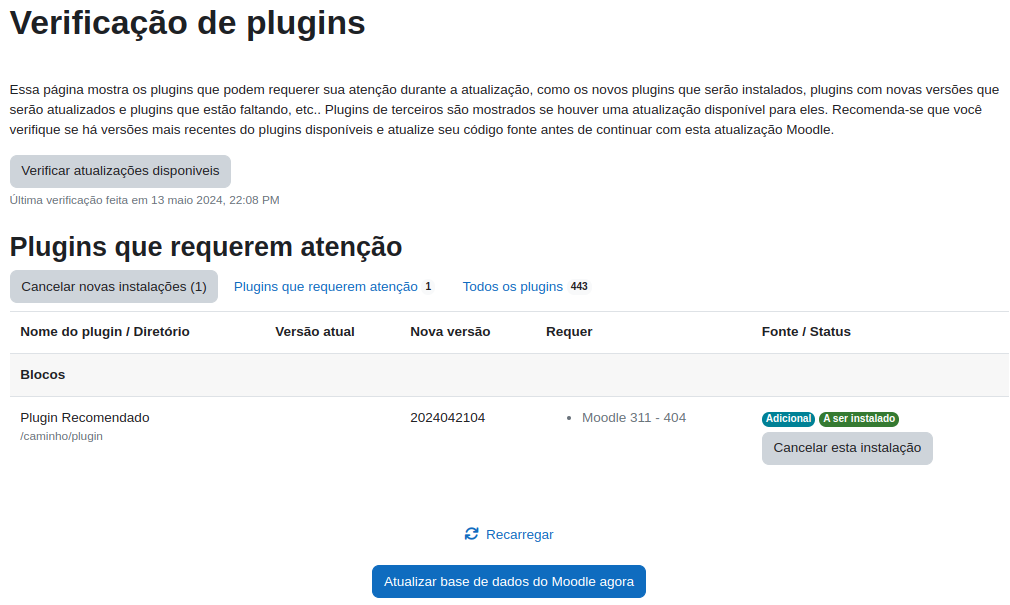 Verificação de plugins
Essa página mostra os plugins que podem requerer sua atenção durante a atualização, como os novos plugins que serão instalados, plugins com novas versões que
serão atualizados e plugins que estão faltando, etc.. Plugins de terceiros são mostrados se houver uma atualização disponível para eles. Recomenda-se que você
verifique se há versões mais recentes do plugins disponíveis e atualize seu código fonte antes de continuar com esta atualização Moodle.
Verificar atualizações disponiveis
Última verificação feita em 13 maio 2024, 22:08 PM
Plugins que requerem atenção
Cancelar novas instalações (1) Plugins que requerem atenção 1 Todos os plugins 443
Nome do plugin / Diretório Versão atual Nova versão Requer Fonte / Status
Blocos
Plugin Recomendado 2024042104 • Moodle 311 - 404 Adicional A ser instalado
/caminho/plugin
Cancelar esta instalação
Recarregar
Atualizar base de dados do Moodle agora